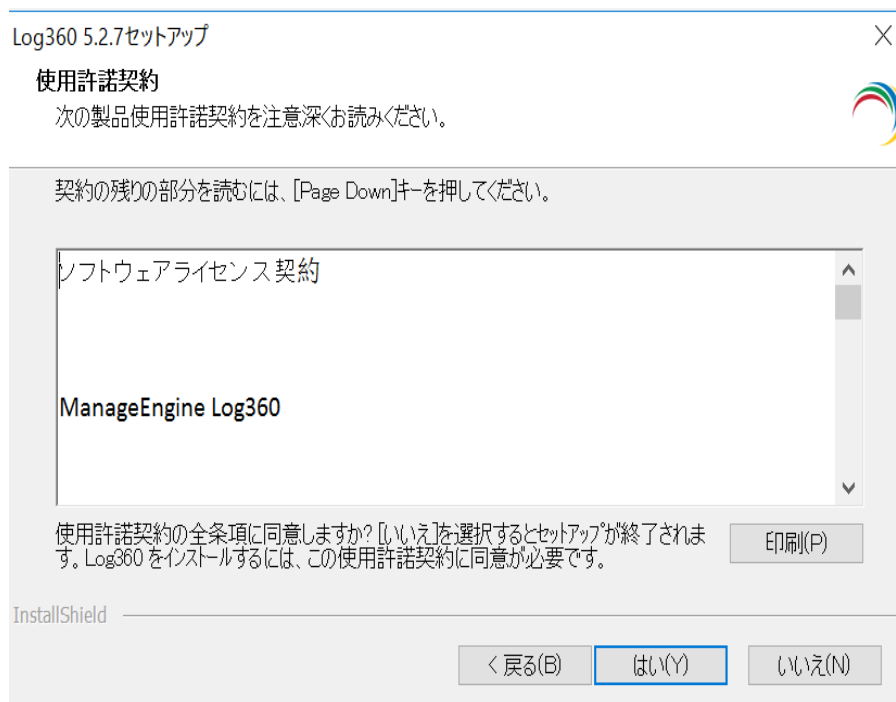 Log360 5.2.7セットアップ
使用許諾契約
次の製品使用許諾契約を注意深くお読みください。
契約の残りの部分を読むには、[Page Down]キーを押してください。
ソフトウェアライセンス契約
ManageEngine Log360
使用許諾契約の全条項に同意しますか? [いいえ]を選択するとセットアップが終了されま
す。Log360 をインストールするには、この使用許諾契約に同意が必要です。
印刷(P)
InstallShield
< 戻る(B)
はい(Y)
いいえ(N)